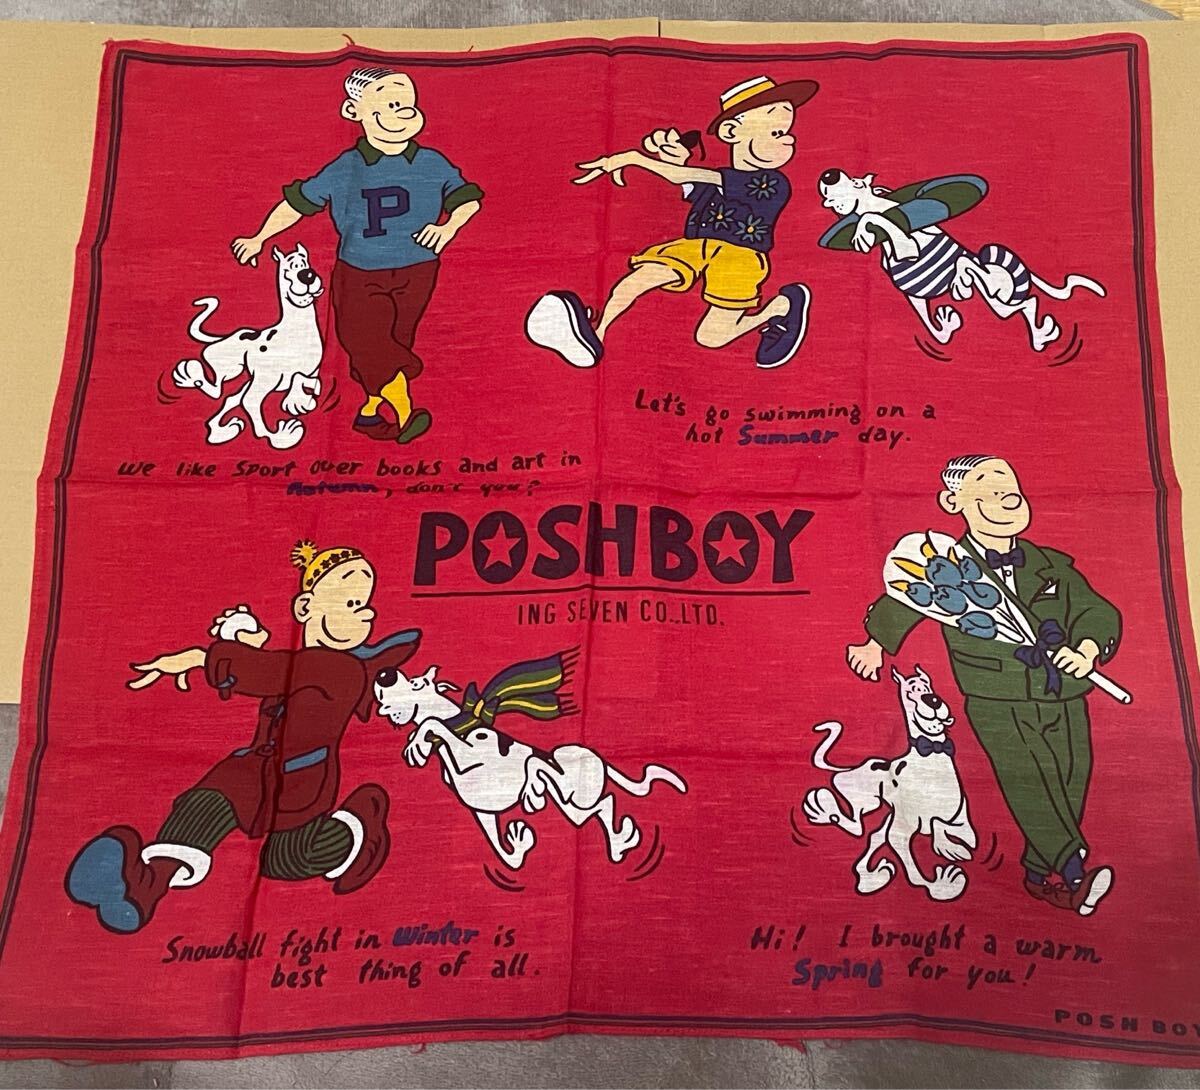 P
Let's go swimming on a
hot Summer day.
We like Sport over books and art in
Autumn, don't you?
POSHBOY
ING SEVEN CO.,LTD.
Snowball fight in Winter is
best thing of all.
Hi! I brought a warm
Spring for you!
POSH BOY